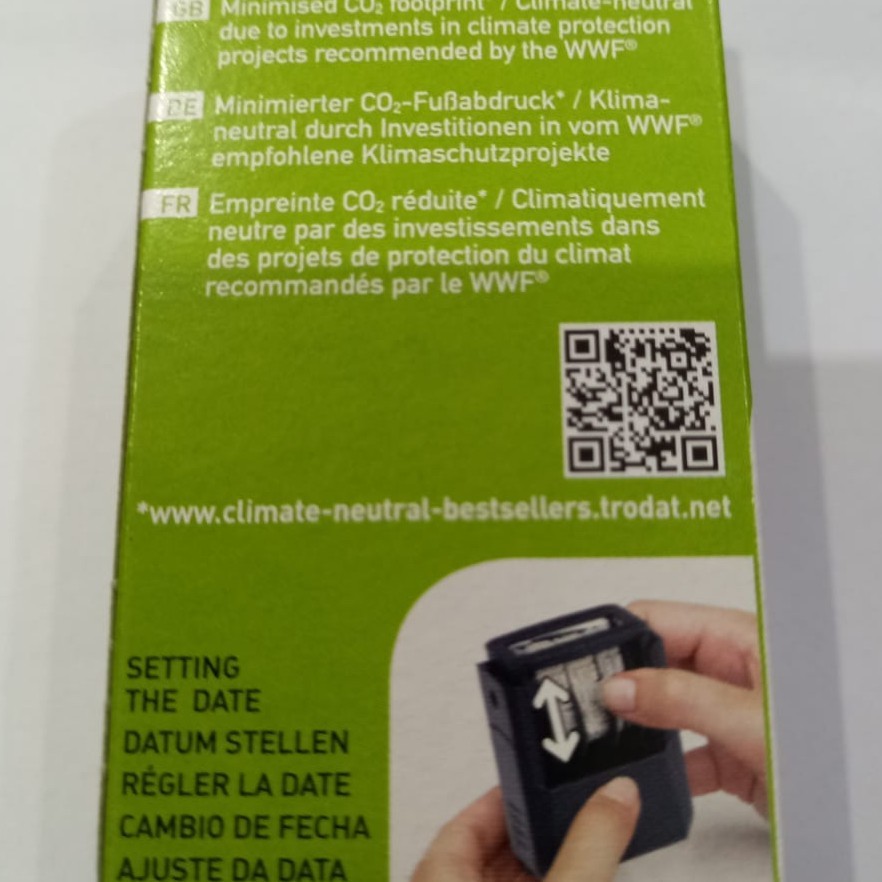 GB Minimised CO₂ footprint* / Climate-neutral
due to investments in climate protection
projects recommended by the WWF®
DE Minimierter CO₂-Fußabdruck* / Klima-
neutral durch Investitionen in vom WWF®
empfohlene Klimaschutzprojekte
FR Empreinte CO₂ réduite* / Climatiquement
neutre par des investissements dans
des projets de protection du climat
recommandés par le WWF®
*www.climate-neutral-bestsellers.trodat.net
SETTING
THE DATE
DATUM STELLEN
RÉGLER LA DATE
CAMBIO DE FECHA
AJUSTE DA DATA